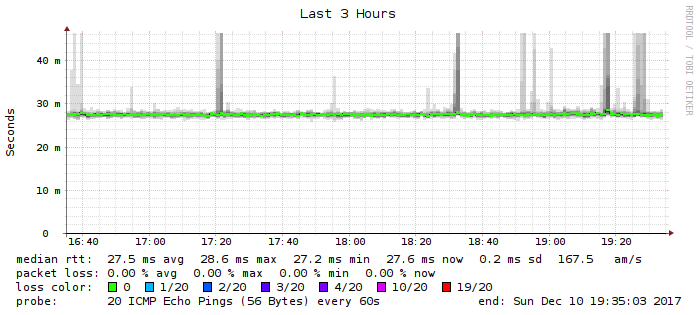 Last 3 Hours
RRDTOOL / TOBI OETIKER
Seconds
40 m
30 m
20 m
10 m
0
16:40 17:00 17:20 17:40 18:00 18:20 18:40 19:00 19:20
median rtt: 27.5 ms avg 28.6 ms max 27.2 ms min 27.6 ms now 0.2 ms sd 167.5 am/s
packet loss: 0.00 % avg 0.00 % max 0.00 % min 0.00 % now
loss color: 0 1/20 2/20 3/20 4/20 10/20 19/20
probe: 20 ICMP Echo Pings (56 Bytes) every 60s end: Sun Dec 10 19:35:03 2017